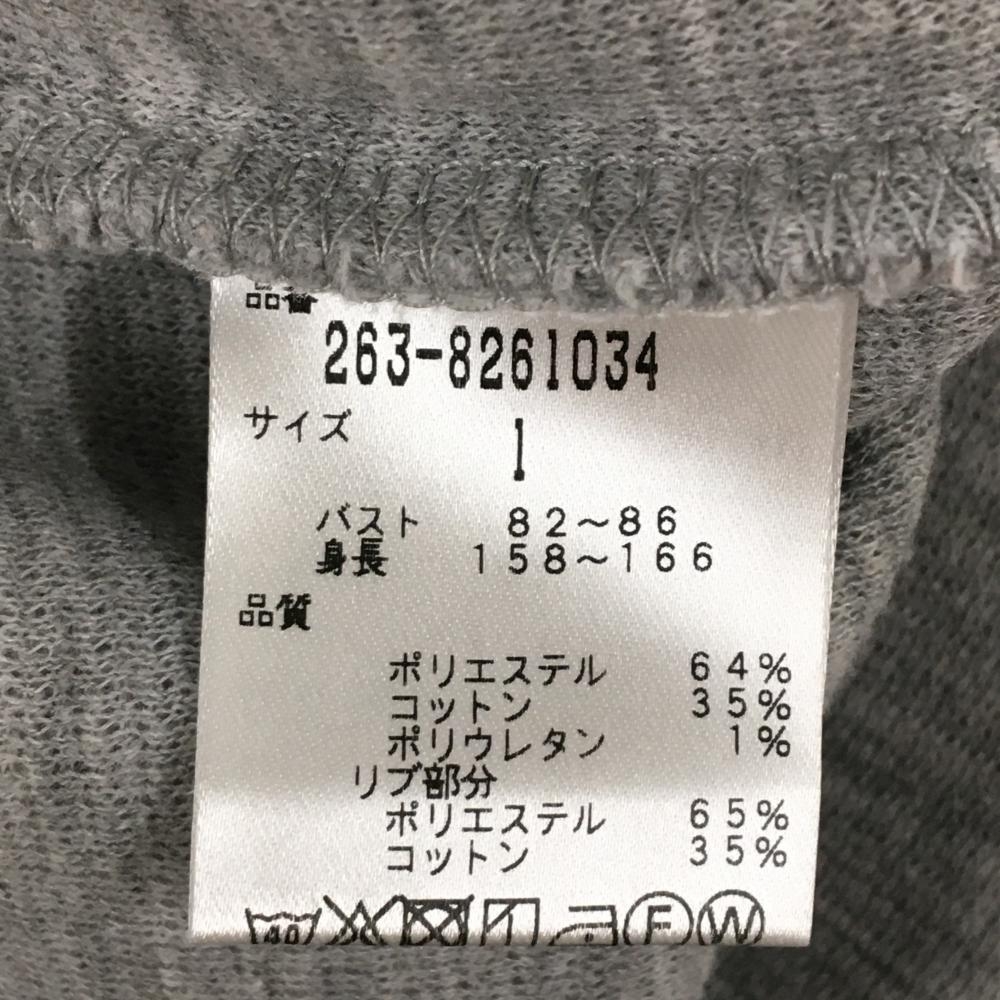 品番
263-8261034
サイズ 1
バスト 82～86
身長 158～166
品質
ポリエステル 64%
コットン 35%
ポリウレタン 1%
リブ部分
ポリエステル 65%
コットン 35%
40 F W